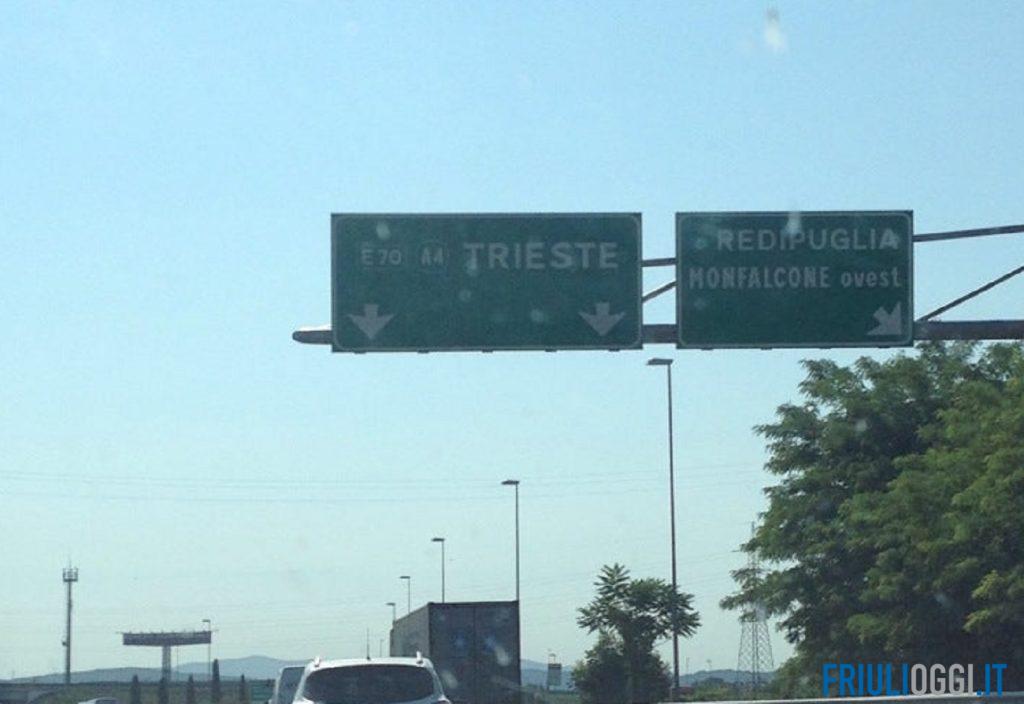 E70 A4 TRIESTE
REDIPUGLIA
MONFALCONE ovest
FRIULIOGGI.IT